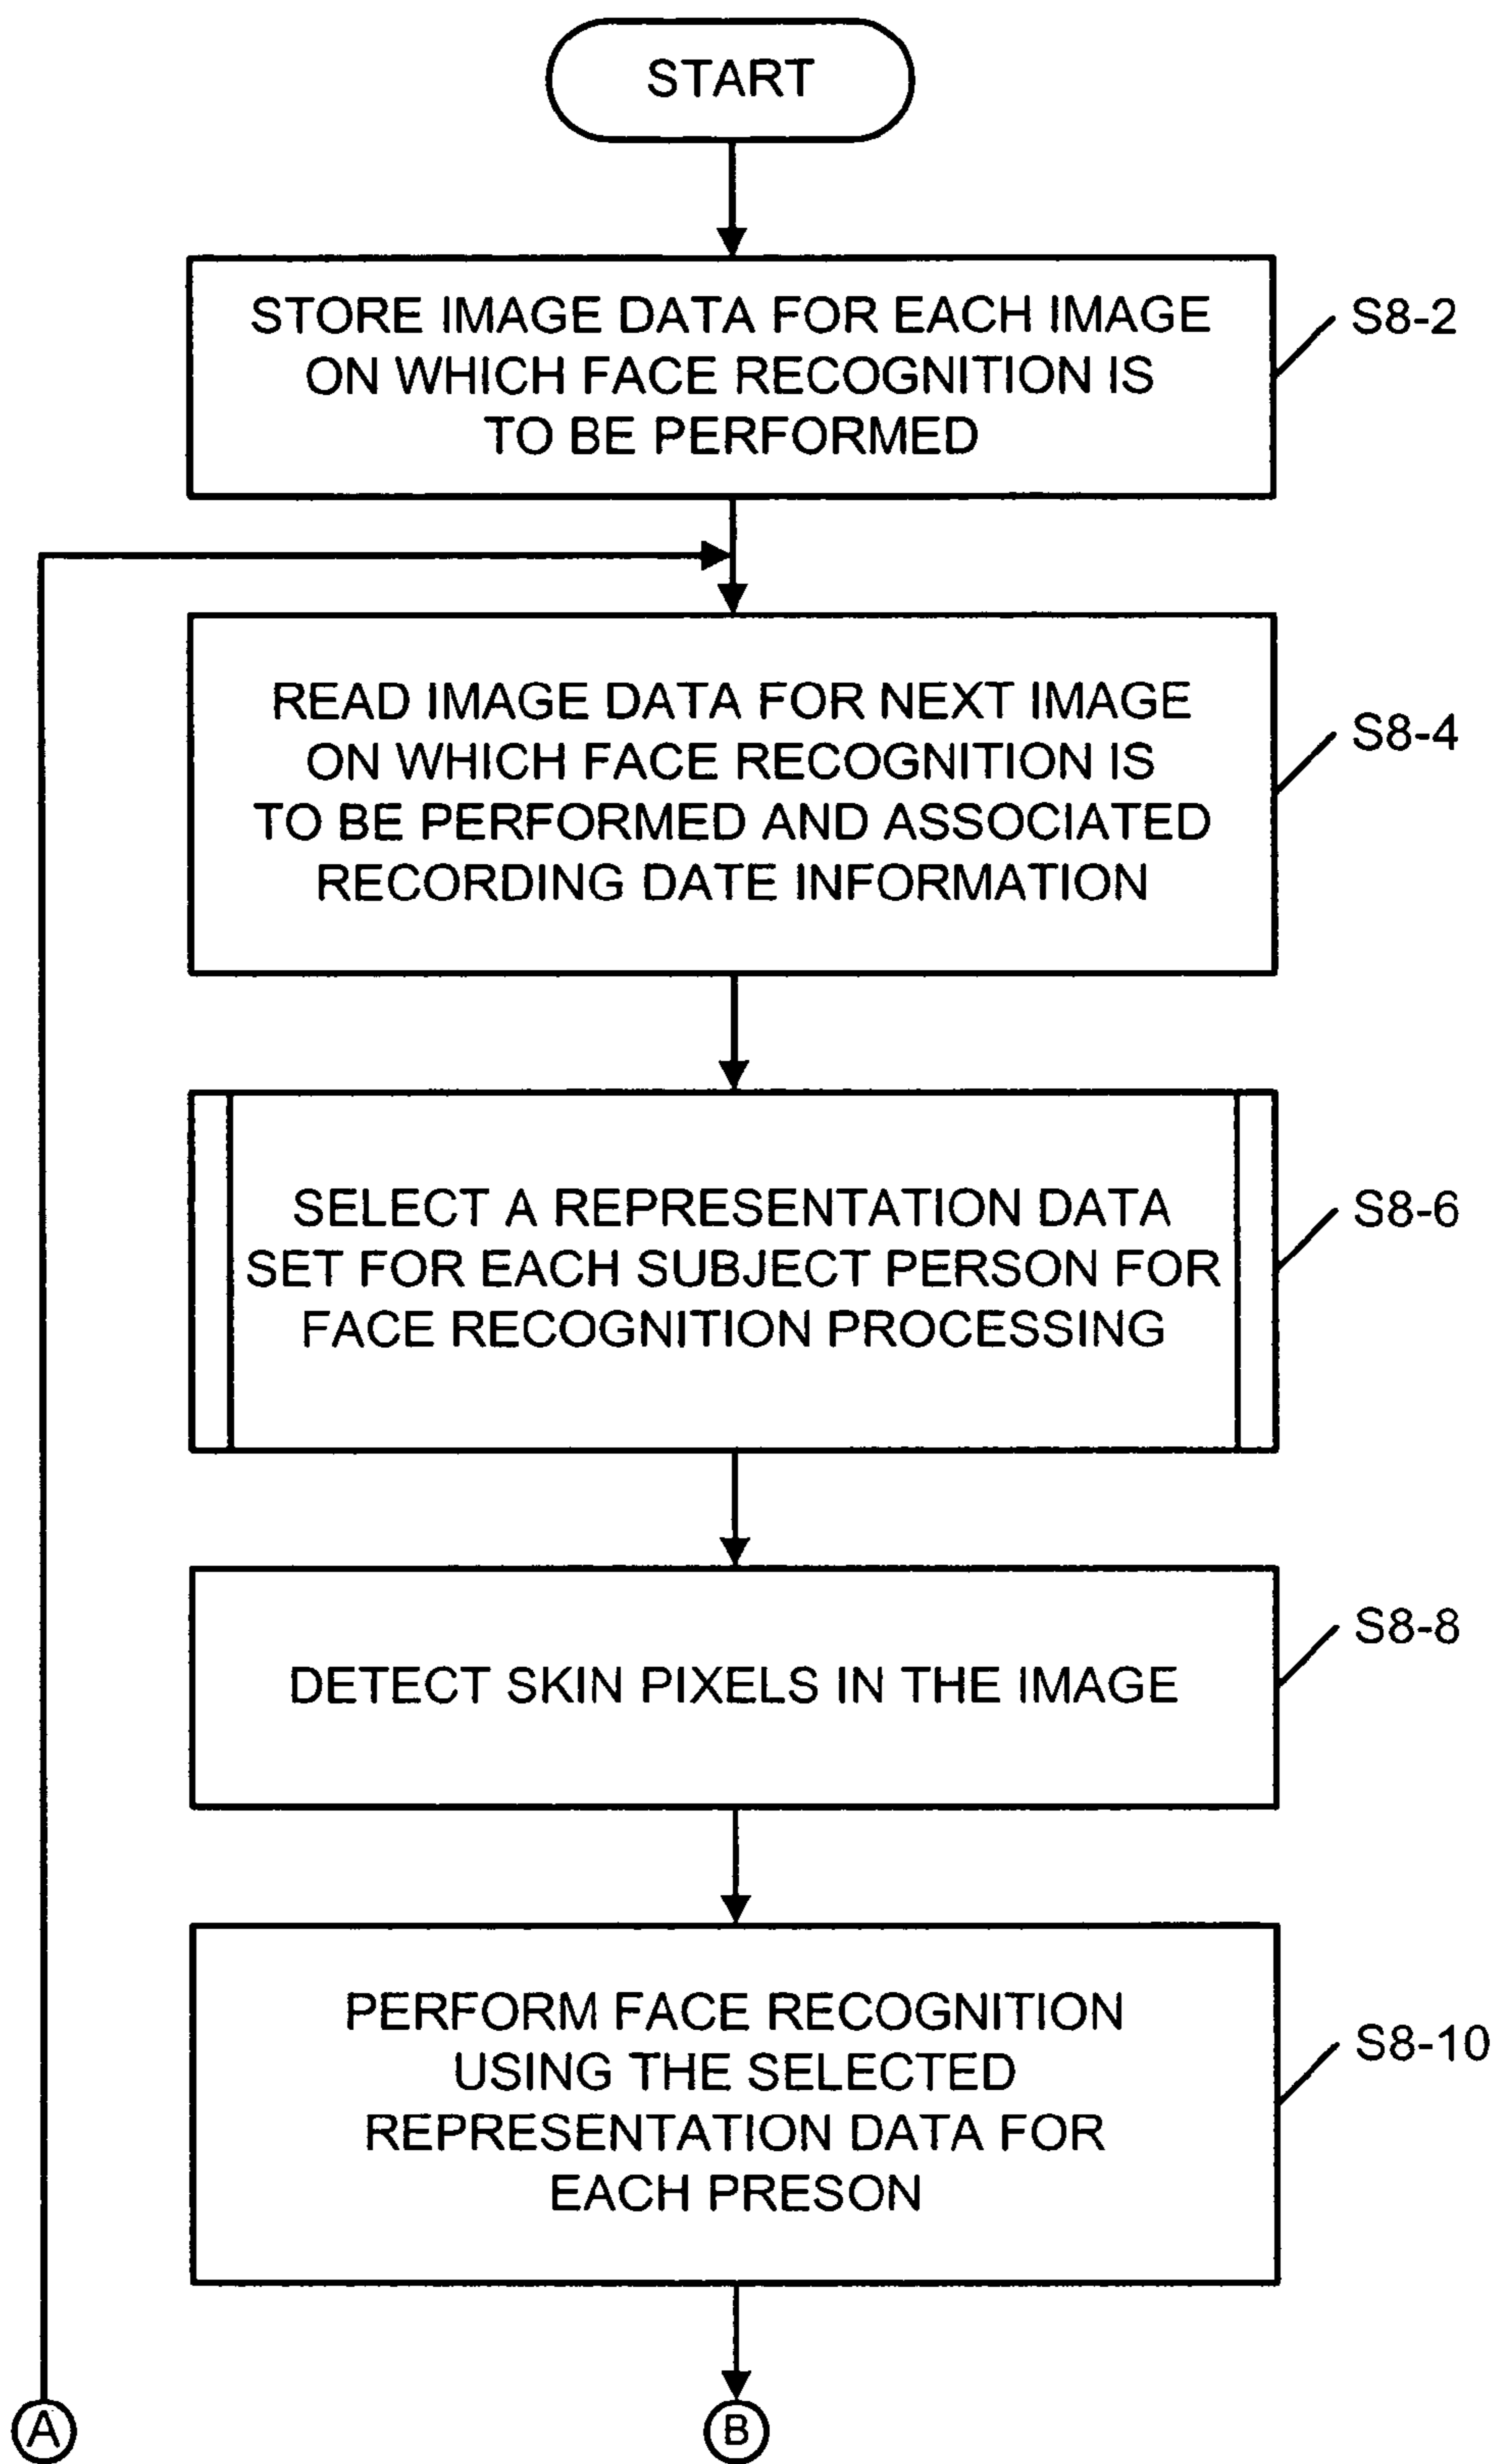 START
STORE IMAGE DATA FOR EACH IMAGE
ON WHICH FACE RECOGNITION IS
TO BE PERFORMED
S8-2
READ IMAGE DATA FOR NEXT IMAGE
ON WHICH FACE RECOGNITION IS
TO BE PERFORMED AND ASSOCIATED
RECORDING DATE INFORMATION
S8-4
SELECT A REPRESENTATION DATA
SET FOR EACH SUBJECT PERSON FOR
FACE RECOGNITION PROCESSING
S8-6
DETECT SKIN PIXELS IN THE IMAGE
S8-8
PERFORM FACE RECOGNITION
USING THE SELECTED
REPRESENTATION DATA FOR
EACH PRESON
S8-10
A
B